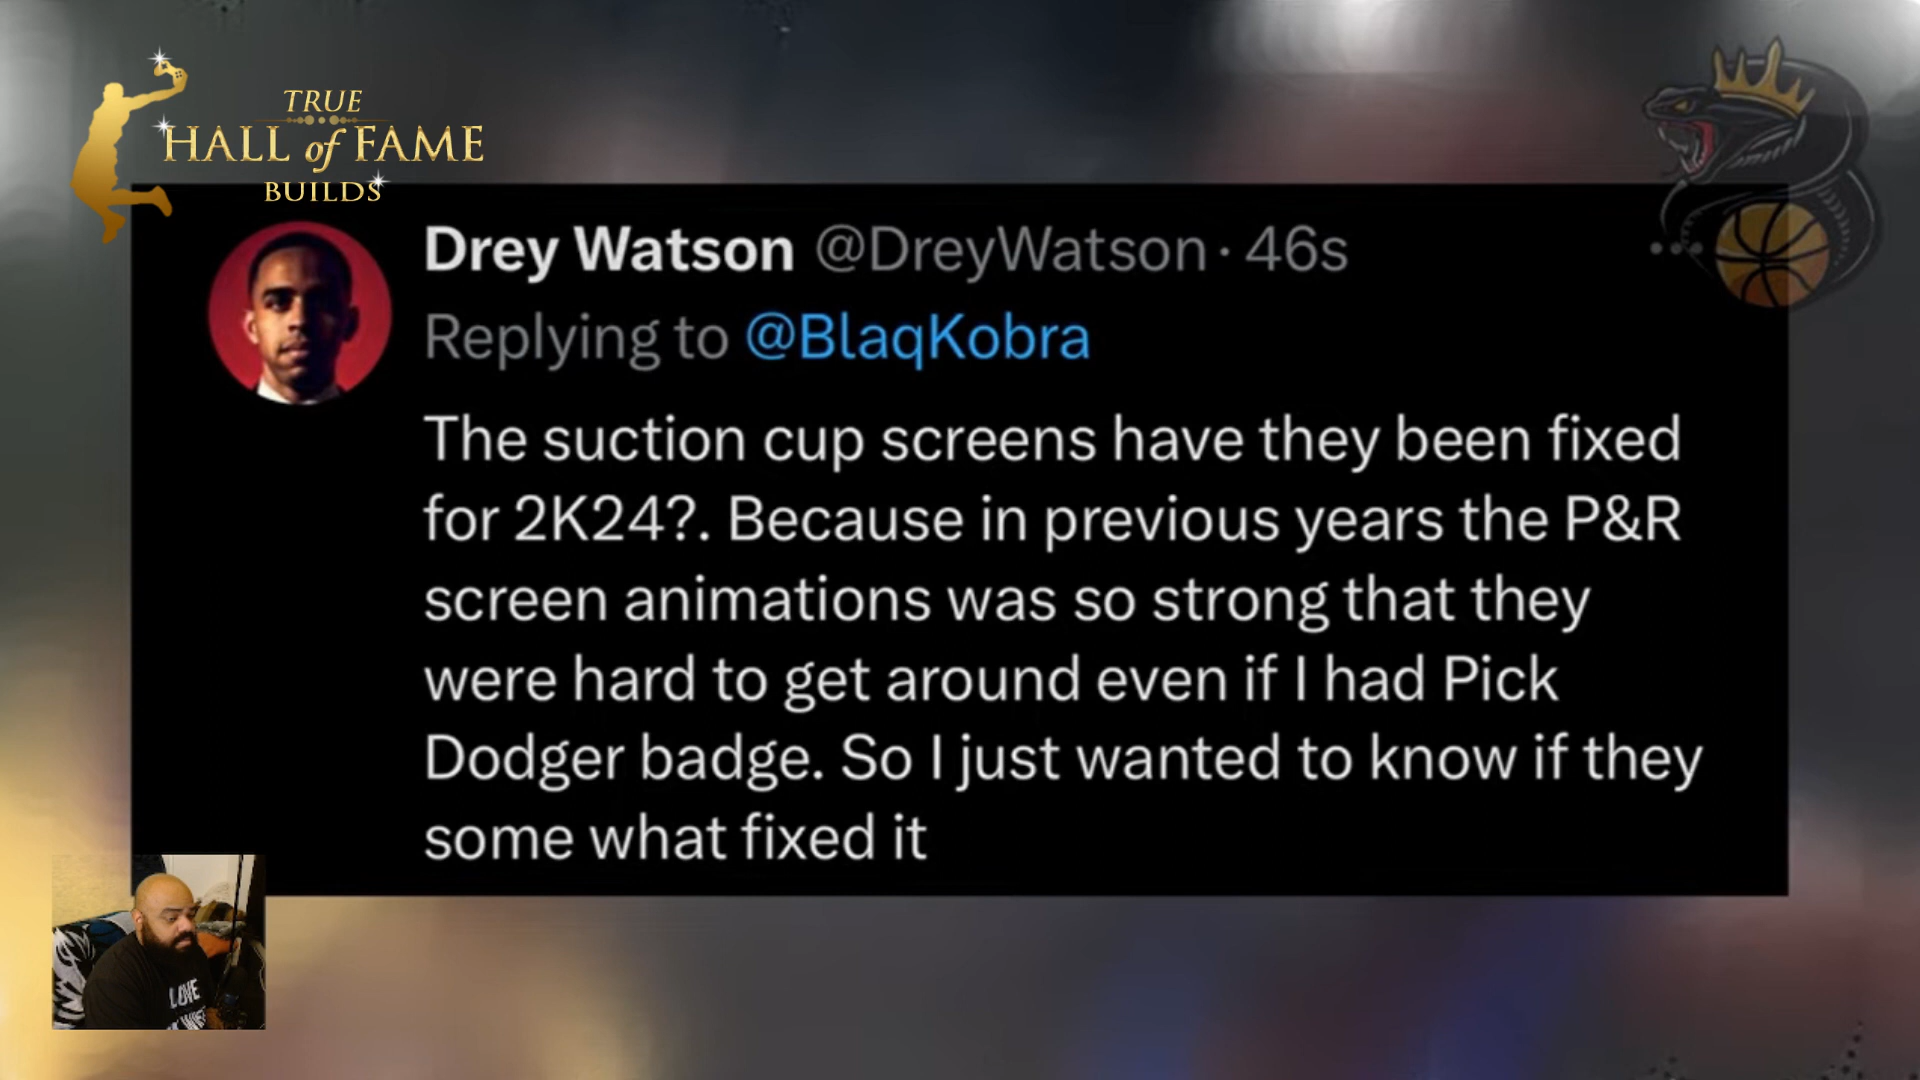 TRUE
HALL of FAME
BUILDS
Drey Watson @DreyWatson · 46s
Replying to @BlaqKobra
The suction cup screens have they been fixed
for 2K24?. Because in previous years the P&R
screen animations was so strong that they
were hard to get around even if I had Pick
Dodger badge. So I just wanted to know if they
some what fixed it
LOVE